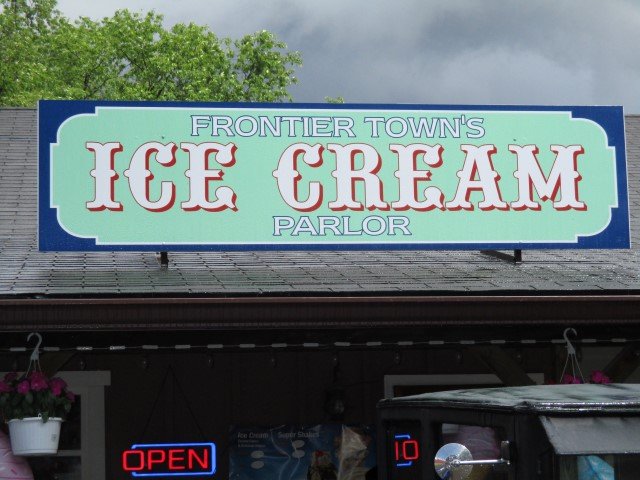 FRONTIER TOWN'S
ICE CREAM
PARLOR
Ice Cream
Super Shakes
OPEN
10